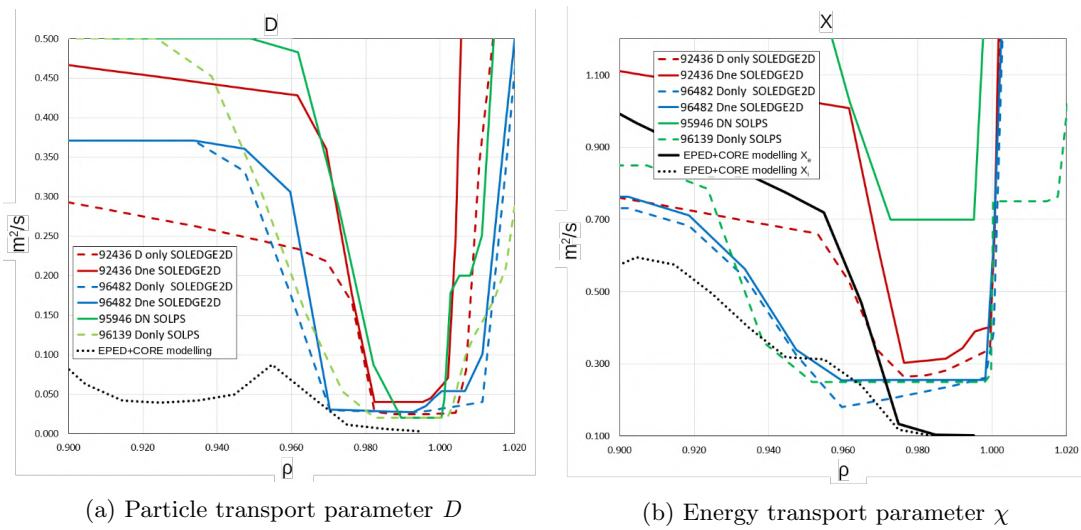 D
0.500
0.450
0.400
0.350
0.300
0.250
0.200
0.150
0.100
0.050
0.000
m²/s
92436 D only SOLEDGE2D
92436 Dne SOLEDGE2D
96482 Donly SOLEDGE2D
96482 Dne SOLEDGE2D
95946 DN SOLPS
96139 Donly SOLPS
EPED+CORE modelling
0.900 0.920 0.940 0.960 0.980 1.000 1.020
ρ
(a) Particle transport parameter D
X
1.100
0.900
0.700
0.500
0.300
0.100
m²/s
92436 D only SOLEDGE2D
92436 Dne SOLEDGE2D
96482 Donly SOLEDGE2D
96482 Dne SOLEDGE2D
95946 DN SOLPS
96139 Donly SOLPS
EPED+CORE modelling Xₑ
EPED+CORE modelling Xᵢ
0.900 0.920 0.940 0.960 0.980 1.000 1.020
ρ
(b) Energy transport parameter χ